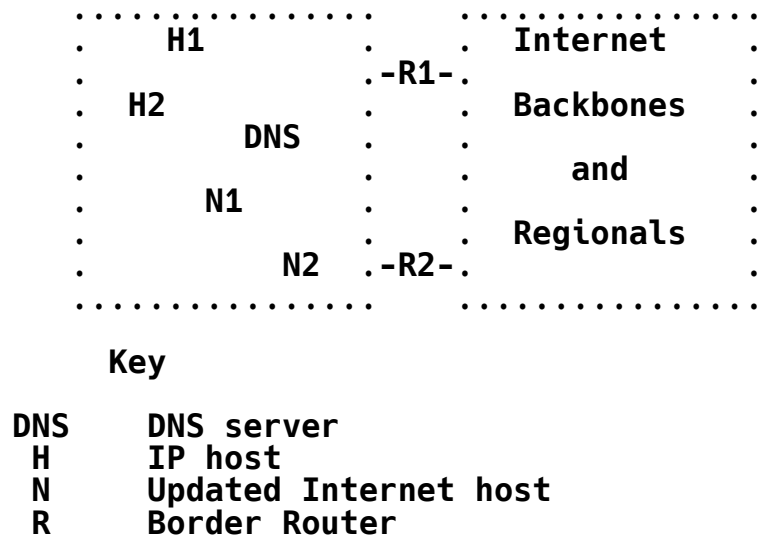 . . . . . . . . . . . . . . . .     . . . . . . . . . . . . . . . .
. H1 . . Internet .
. .-R1-. .
. H2 . . Backbones .
. DNS . . .
. . . and .
. N1 . . .
. . . Regionals .
. N2 .-R2-. .
. . . . . . . . . . . . . . . .     . . . . . . . . . . . . . . . .
Key
DNS DNS server
H IP host
N Updated Internet host
R Border Router